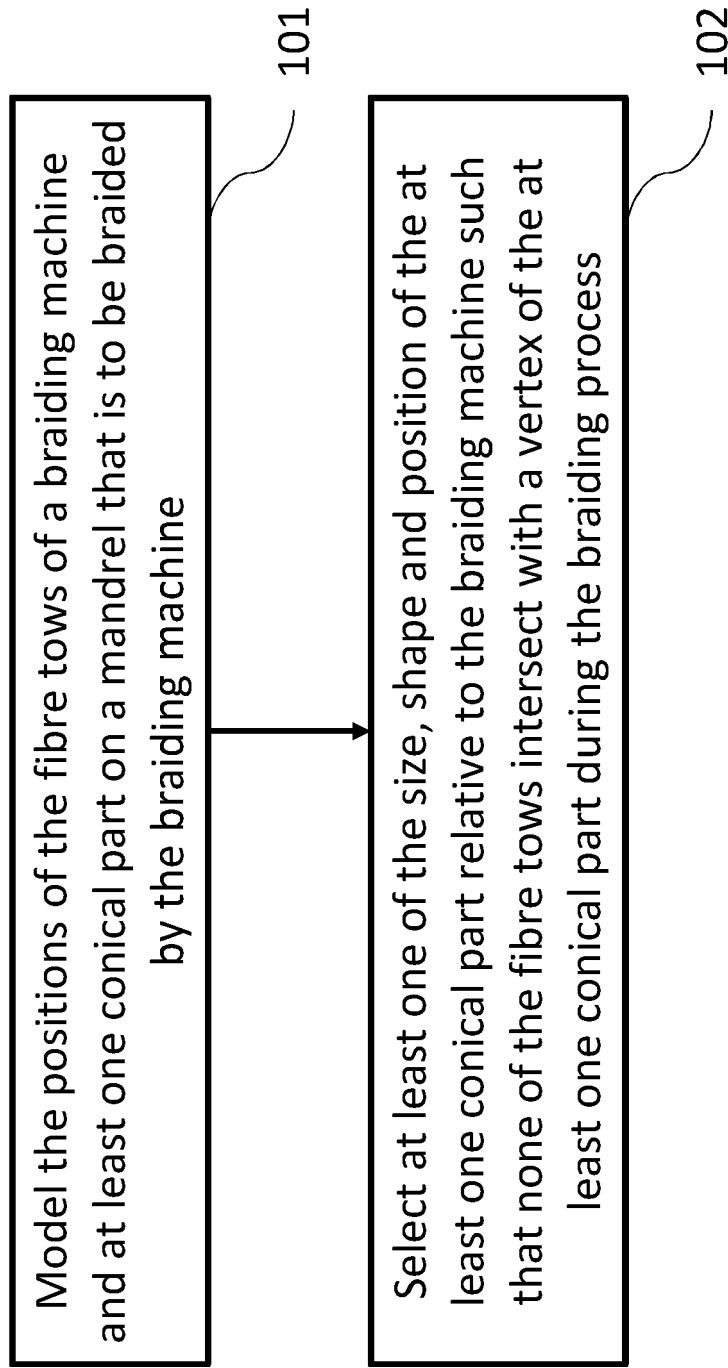 Model the positions of the fibre tows of a braiding machine
and at least one conical part on a mandrel that is to be braided
by the braiding machine
101
Select at least one of the size, shape and position of the at
least one conical part relative to the braiding machine such
that none of the fibre tows intersect with a vertex of the at
least one conical part during the braiding process
102